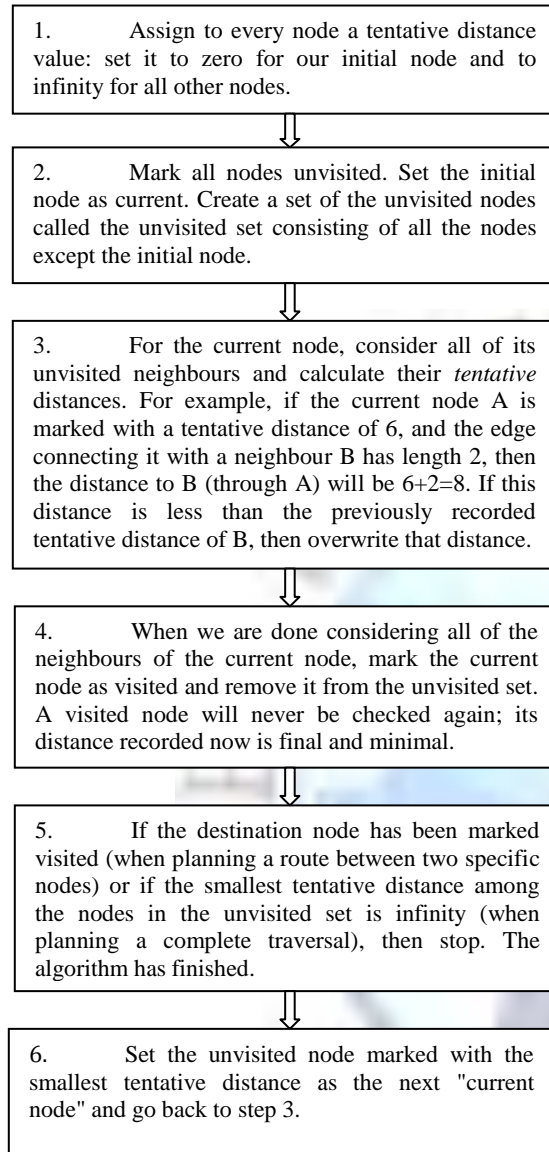 1. Assign to every node a tentative distance
value: set it to zero for our initial node and to
infinity for all other nodes.
2. Mark all nodes unvisited. Set the initial
node as current. Create a set of the unvisited nodes
called the unvisited set consisting of all the nodes
except the initial node.
3. For the current node, consider all of its
unvisited neighbours and calculate their tentative
distances. For example, if the current node A is
marked with a tentative distance of 6, and the edge
connecting it with a neighbour B has length 2, then
the distance to B (through A) will be 6+2=8. If this
distance is less than the previously recorded
tentative distance of B, then overwrite that distance.
4. When we are done considering all of the
neighbours of the current node, mark the current
node as visited and remove it from the unvisited set.
A visited node will never be checked again; its
distance recorded now is final and minimal.
5. If the destination node has been marked
visited (when planning a route between two specific
nodes) or if the smallest tentative distance among
the nodes in the unvisited set is infinity (when
planning a complete traversal), then stop. The
algorithm has finished.
6. Set the unvisited node marked with the
smallest tentative distance as the next "current
node" and go back to step 3.